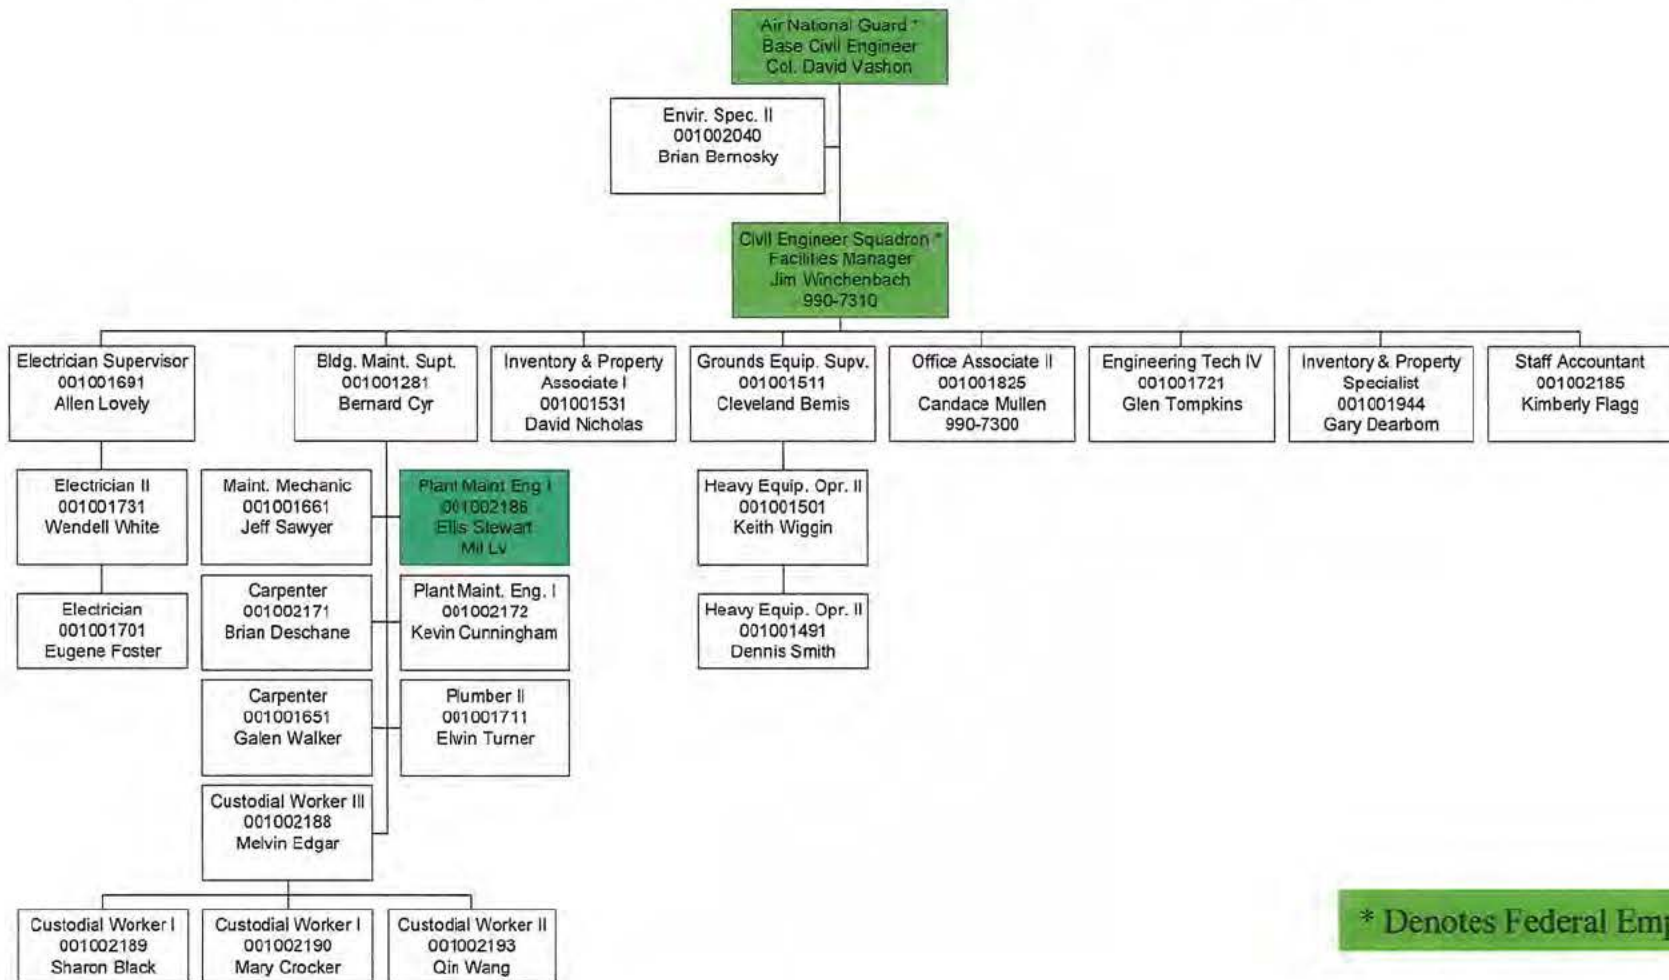 Air National Guard *
Base Civil Engineer
Col. David Vashon
Envir. Spec. II
001002040
Brian Bernosky
Civil Engineer Squadron *
Facilities Manager
Jim Winchenbach
990-7310
Electrician Supervisor
001001691
Allen Lovely
Bldg. Maint. Supt.
001001281
Bernard Cyr
Inventory & Property
Associate I
001001531
David Nicholas
Grounds Equip. Supv.
001001511
Cleveland Bemis
Office Associate II
001001825
Candace Mullen
990-7300
Engineering Tech IV
001001721
Glen Tompkins
Inventory & Property
Specialist
001001944
Gary Dearborn
Staff Accountant
001002185
Kimberly Flagg
Electrician II
001001731
Wendell White
Maint. Mechanic
001001661
Jeff Sawyer
Plant Maint Eng I
001002186
Ellis Stewart
Mil Lv
Heavy Equip. Opr. II
001001501
Keith Wiggin
Electrician
001001701
Eugene Foster
Carpenter
001002171
Brian Deschane
Plant Maint. Eng. I
001002172
Kevin Cunningham
Heavy Equip. Opr. II
001001491
Dennis Smith
Carpenter
001001651
Galen Walker
Plumber II
001001711
Elwin Turner
Custodial Worker III
001002188
Melvin Edgar
Custodial Worker I
001002189
Sharon Black
Custodial Worker I
001002190
Mary Crocker
Custodial Worker II
001002193
Qin Wang
* Denotes Federal Emp